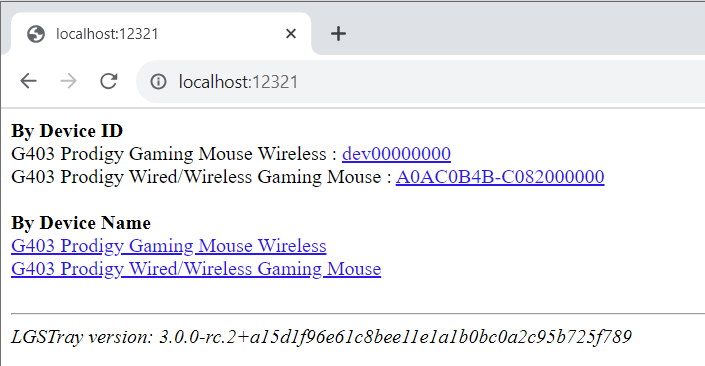 localhost:12321
localhost:12321
By Device ID
G403 Prodigy Gaming Mouse Wireless : dev00000000
G403 Prodigy Wired/Wireless Gaming Mouse : A0AC0B4B-C082000000
By Device Name
G403 Prodigy Gaming Mouse Wireless
G403 Prodigy Wired/Wireless Gaming Mouse
LGSTray version: 3.0.0-rc.2+a15d1f96e61c8bee11e1a1b0bc0a2c95b725f789